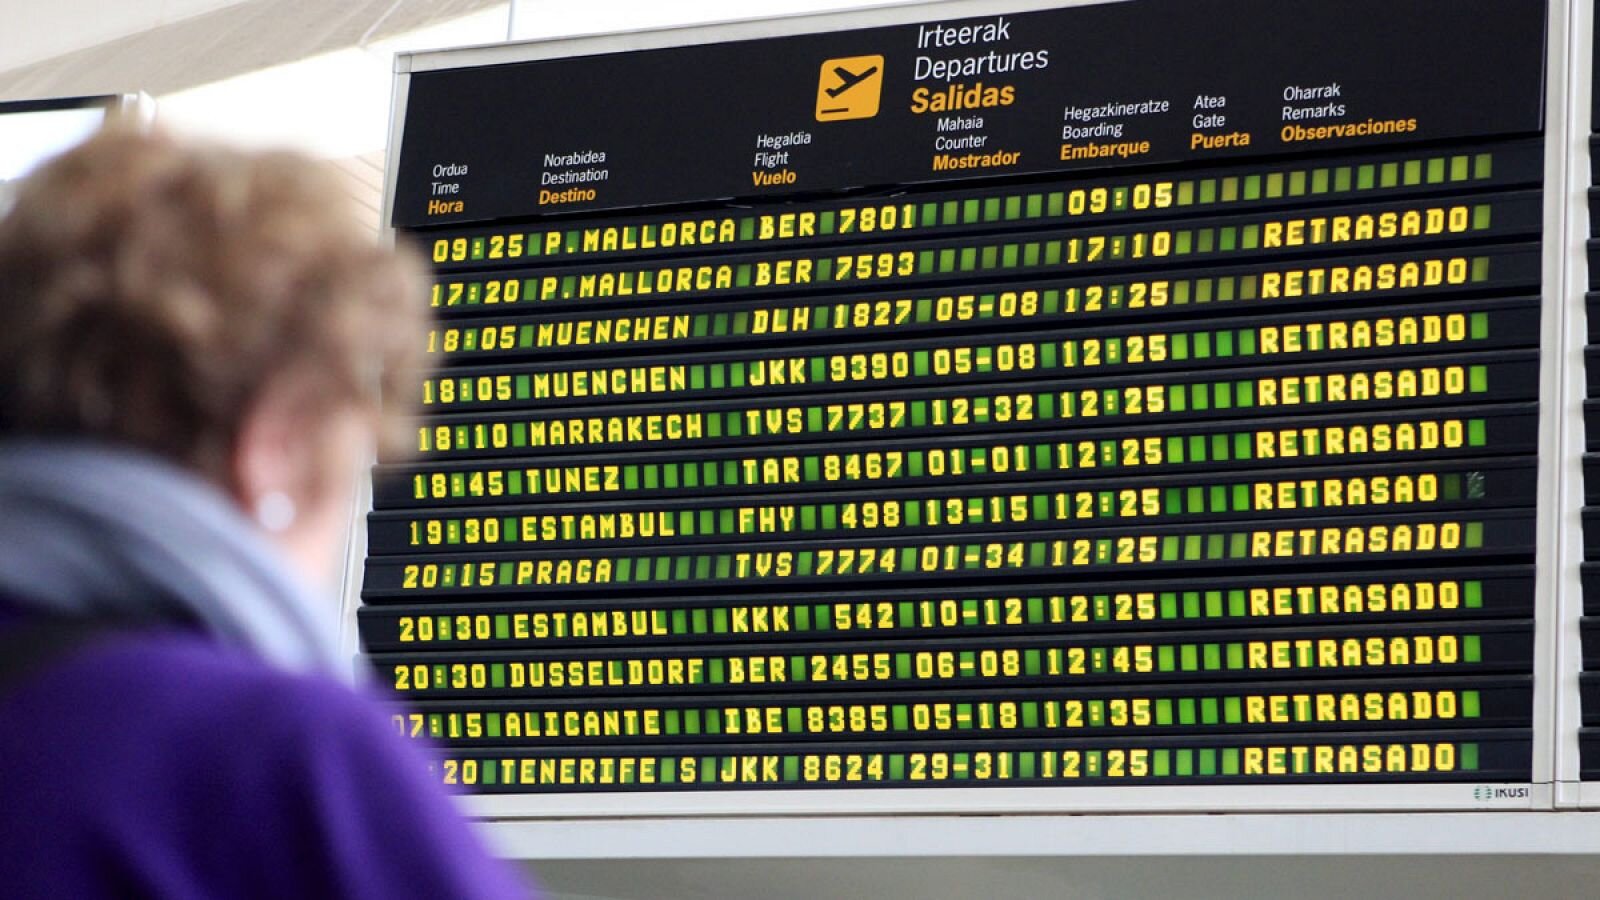 Irteerak
Departures
Salidas
Ordua Norabidea Hegaldia Mahaia Hegazkineratze Atea Oharrak
Time Destination Flight Counter Boarding Gate Remarks
Hora Destino Vuelo Mostrador Embarque Puerta Observaciones
09:25 P.MALLORCA BER 7801 09:05
17:20 P.MALLORCA BER 7593 17:10 RETRASADO
18:05 MUENCHEN DLH 1827 05-08 12:25 RETRASADO
18:05 MUENCHEN JKK 9390 05-08 12:25 RETRASADO
18:10 MARRAKECH TVS 7737 12-32 12:25 RETRASADO
18:45 TUNEZ TAR 8467 01-01 12:25 RETRASADO
19:30 ESTAMBUL FHY 498 13-15 12:25 RETRASAO
20:15 PRAGA TVS 7774 01-34 12:25 RETRASADO
20:30 ESTAMBUL KKK 542 10-12 12:25 RETRASADO
20:30 DUSSELDORF BER 2455 06-08 12:45 RETRASADO
07:15 ALICANTE IBE 8385 05-18 12:35 RETRASADO
:20 TENERIFE S JKK 8624 29-31 12:25 RETRASADO
IKUSI